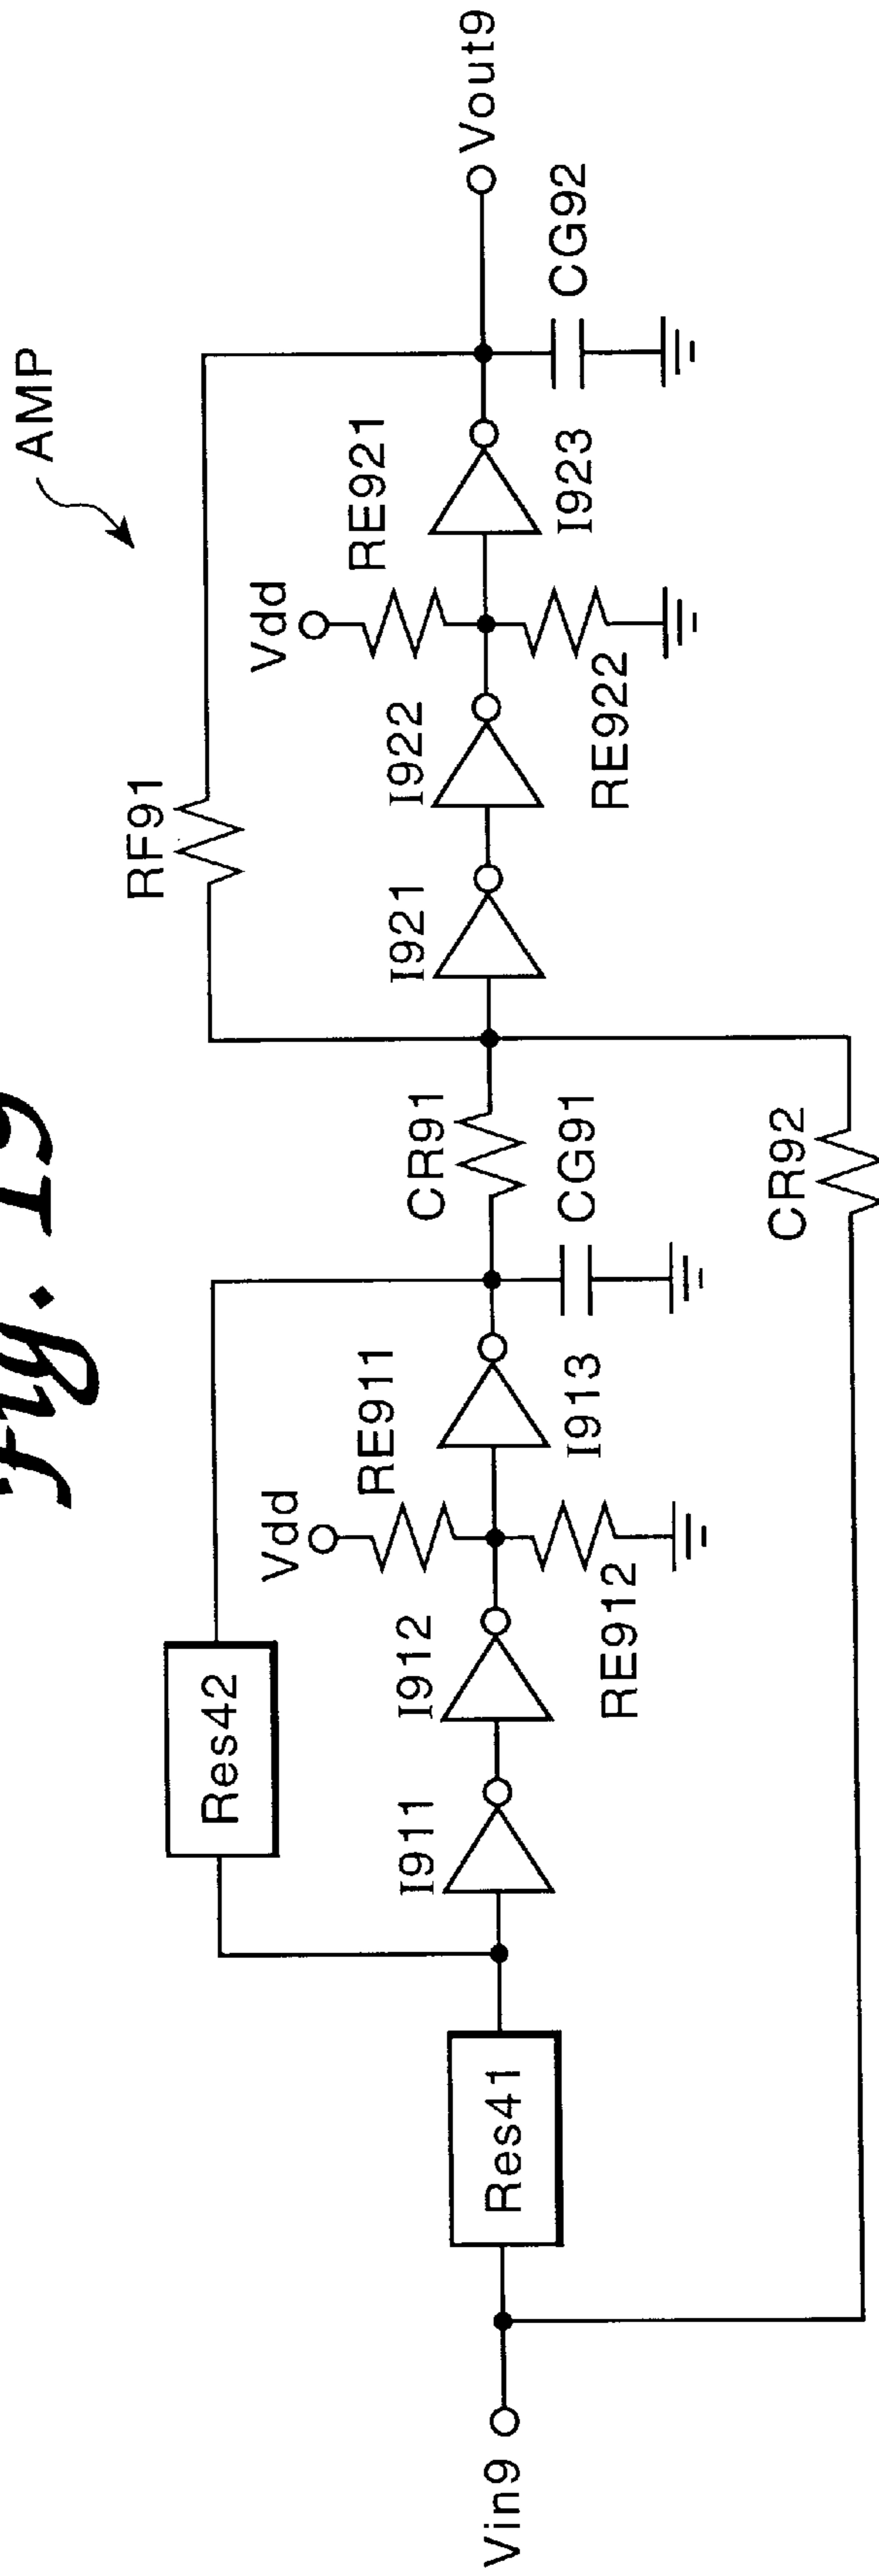 Fig. 19
AMP
Vin9
Res41
Res42
I911
I912
Vdd
RE911
RE912
I913
CG91
CR91
CR92
RF91
I921
I922
Vdd
RE921
RE922
I923
CG92
Vout9